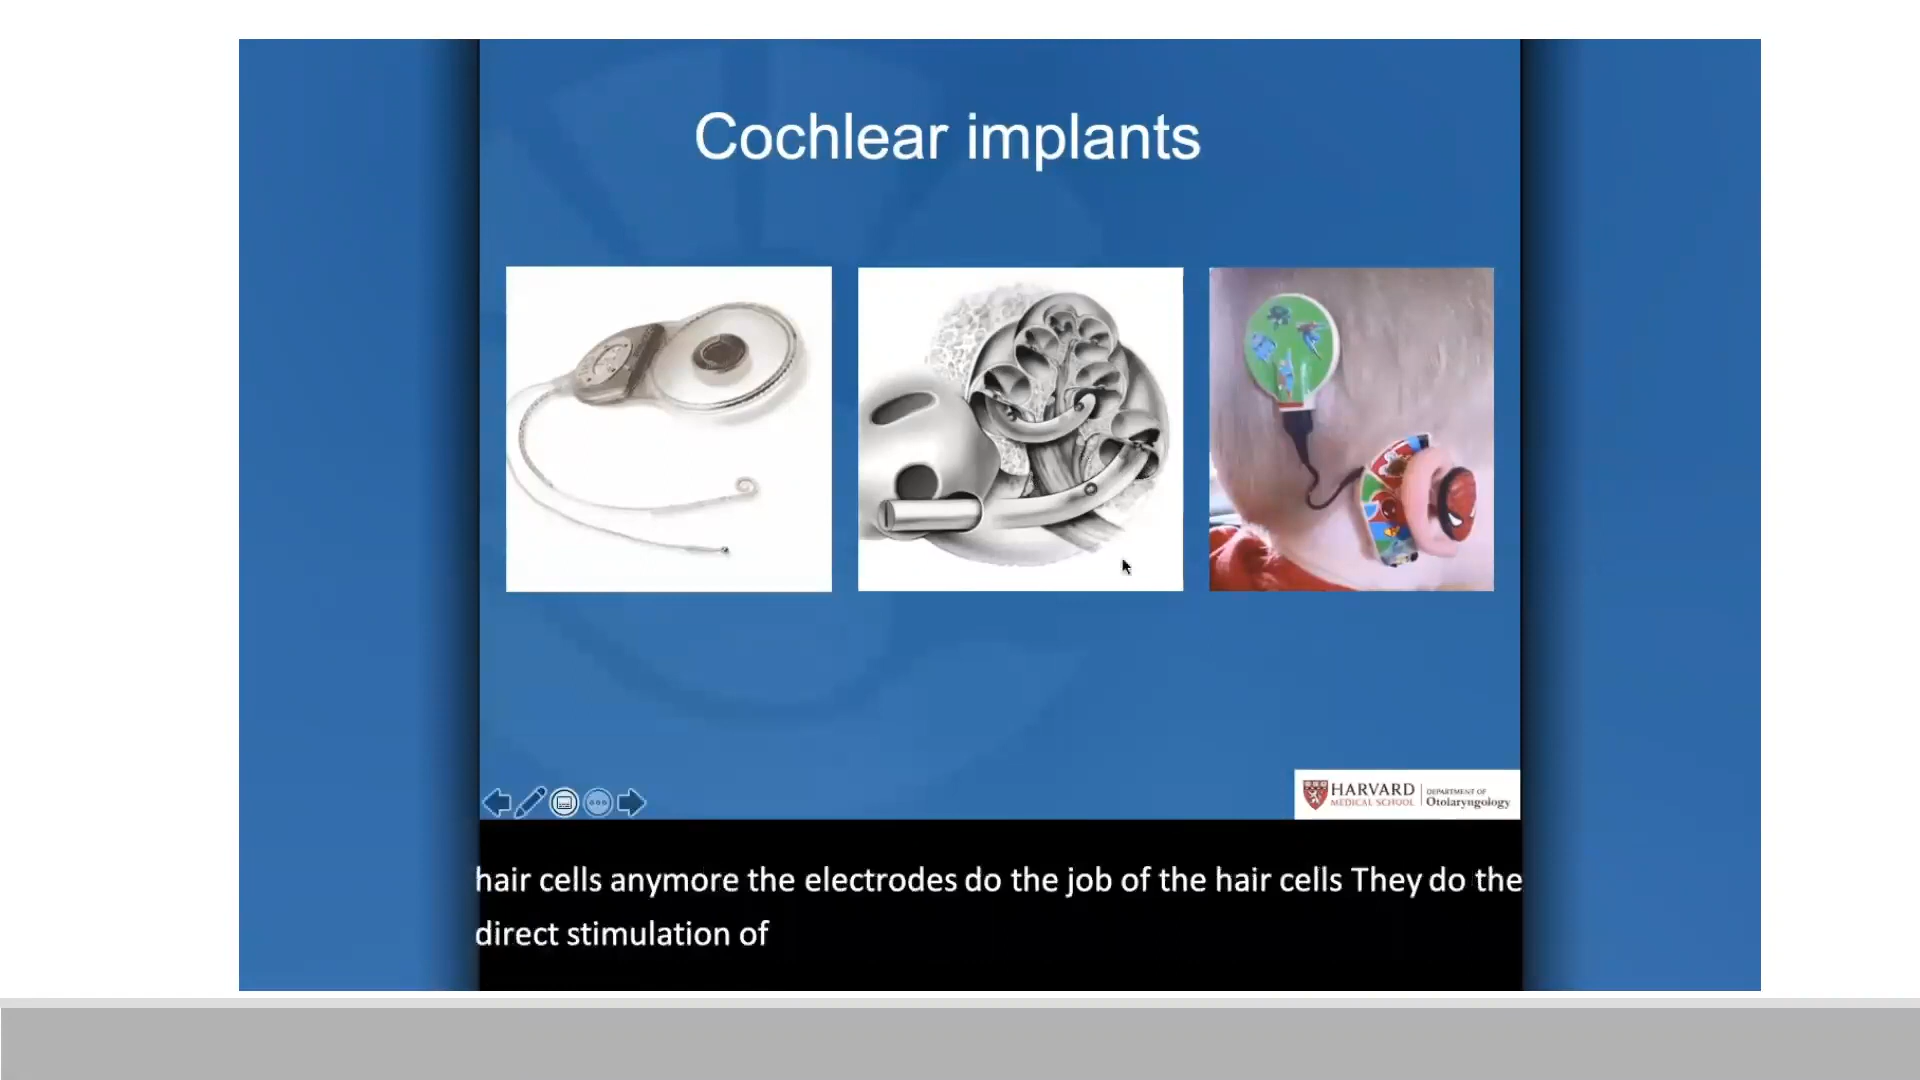 Cochlear implants
HARVARD
MEDICAL SCHOOL
DEPARTMENT OF
Otolaryngology
hair cells anymore the electrodes do the job of the hair cells They do the
direct stimulation of